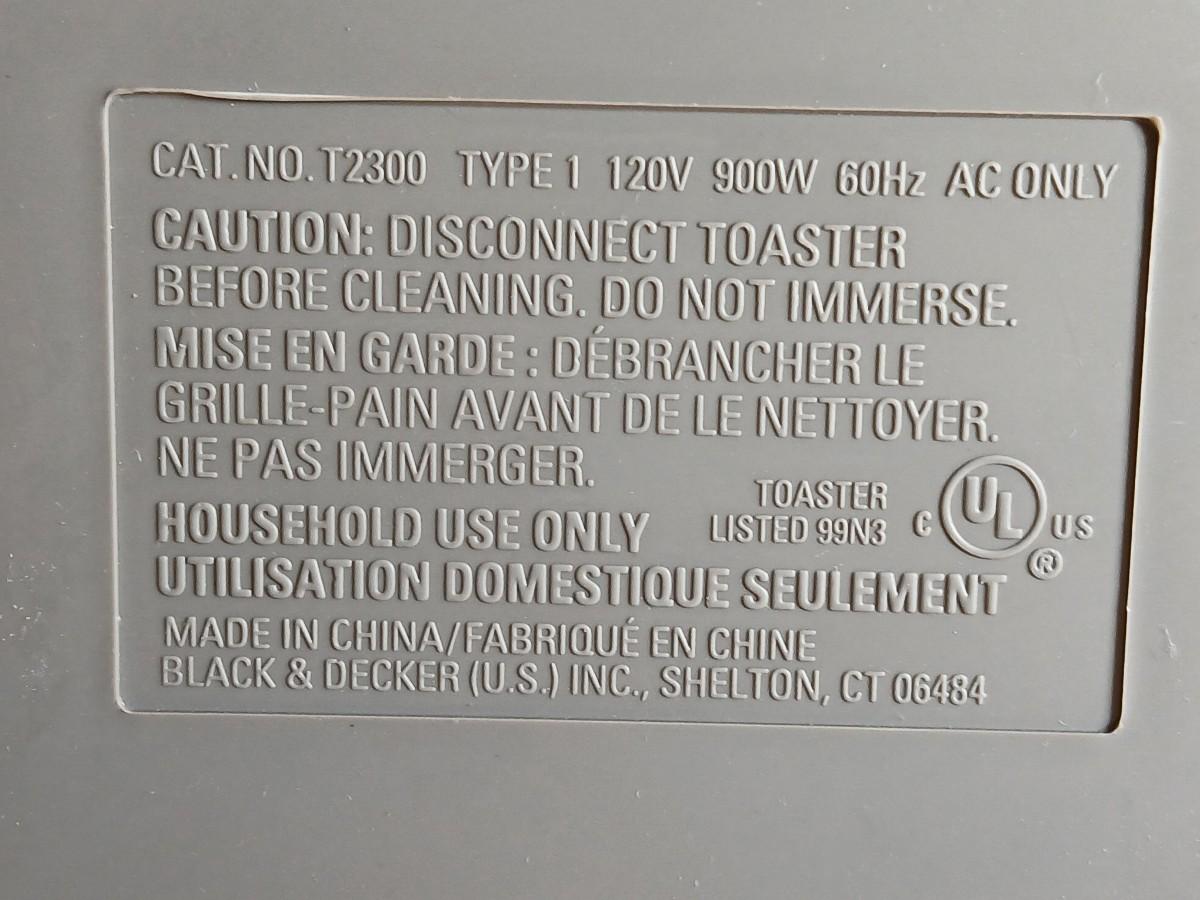 CAT. NO. T2300 TYPE 1 120V 900W 60Hz AC ONLY
CAUTION: DISCONNECT TOASTER
BEFORE CLEANING. DO NOT IMMERSE.
MISE EN GARDE : DÉBRANCHER LE
GRILLE-PAIN AVANT DE LE NETTOYER.
NE PAS IMMERGER.
TOASTER
LISTED 99N3
C UL US ®
HOUSEHOLD USE ONLY
UTILISATION DOMESTIQUE SEULEMENT
MADE IN CHINA/FABRIQUÉ EN CHINE
BLACK & DECKER (U.S.) INC., SHELTON, CT 06484